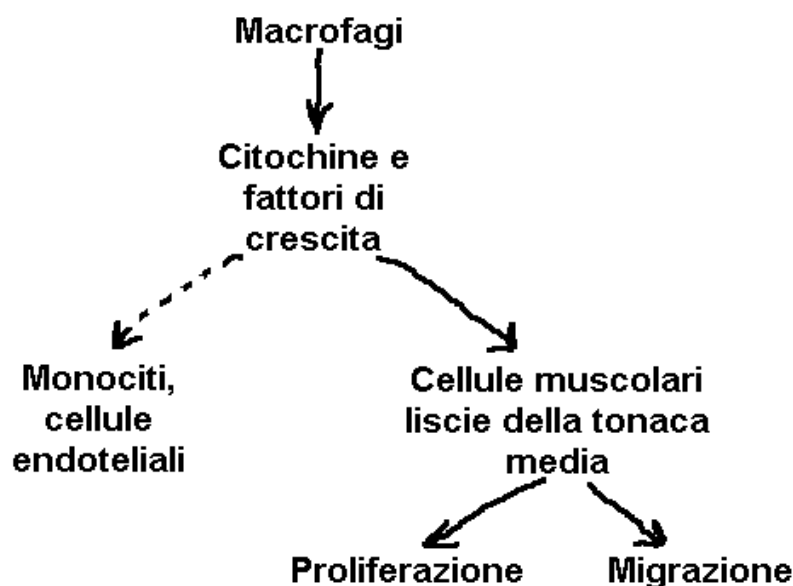 Macrofagi
Citochine e
fattori di
crescita
Monociti,
cellule
endoteliali
Cellule muscolari
liscie della tonaca
media
Proliferazione
Migrazione